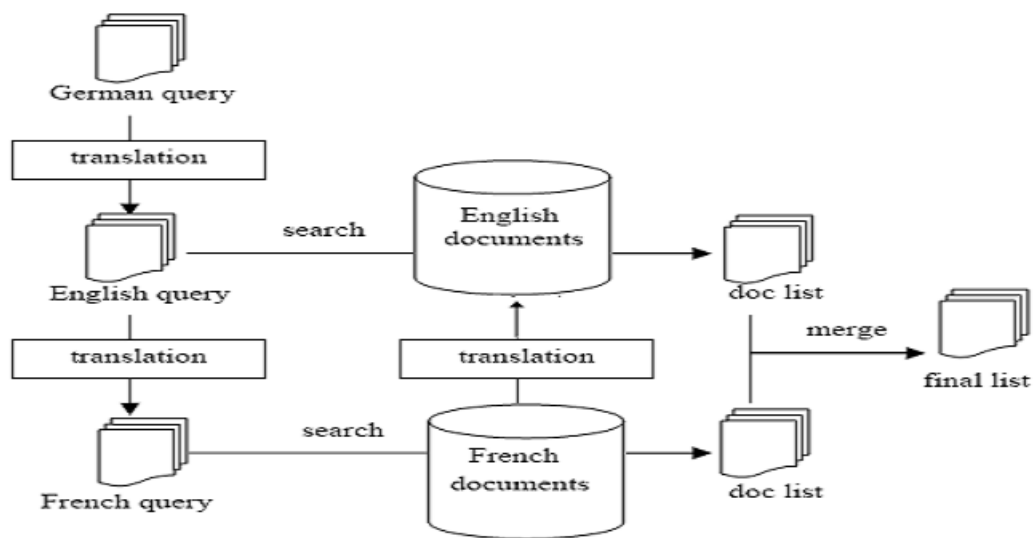 German query
translation
English
documents
search
English query
doc list
merge
translation
translation
final list
search
French
documents
French query
doc list